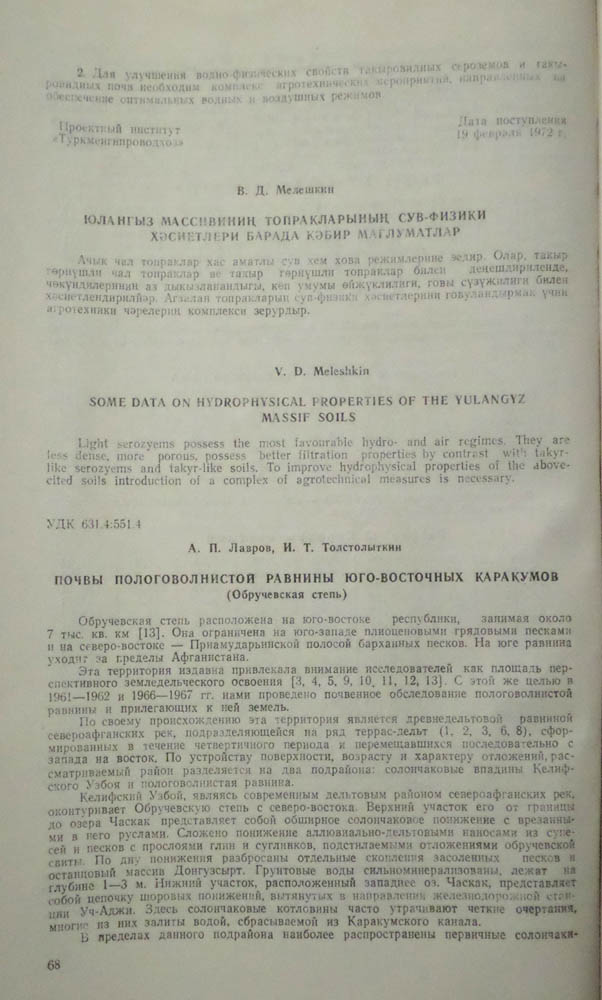 2. Для улучшения водно-физических свойств такыровидных сероземов и такы-
ровидных почв необходим комплекс агротехнических мероприятий, направленных на
обеспечение оптимальных водных и воздушных режимов
Проектный институт
«Туркменгипроводхоз»
Дата поступления
19 февраля 1972 г.
В. Д. Мелешкин
ЮЛАНГЫЗ МАССИВИНИҢ ТОПРАКЛАРЫНЫҢ СУВ-ФИЗИКИ
ХӘСИЕТЛЕРИ БАРАДА КӘБИР МАГЛУМАТЛАР
Ачык чал топраклар хас аматлы сув хем хова режимлерине эедир. Олар, такыр
гөрнүшли чал топраклар ве такыр гөрнүшли топраклар билен деңешдириленде,
чөкүндилеринин аз дыкызланандыгы, көп умумы өйжүклилиги, говы сүзүжилиги билен
хәсиетлендирилйәр. Агзалан топракларың сув-физики хәсиетлерини говуландырмак үчин
агротехники чәрелерин комплекси зерурдыр.
V. D. Meleshkin
SOME DATA ON HYDROPHYSICAL PROPERTIES OF THE YULANGYZ
MASSIF SOILS
Light serozyems possess the most favourable hydro- and air regimes. They are
less dense, more porous, possess better filtration properties by contrast with takyr-
like serozyems and takyr-like soils. To improve hydrophysical properties of the above-
cited soils introduction of a complex of agrotechnical measures is necessary.
УДК 631.4:551.4
А. П. Лавров, И. Т. Толстолыткин
ПОЧВЫ ПОЛОГОВОЛНИСТОЙ РАВНИНЫ ЮГО-ВОСТОЧНЫХ КАРАКУМОВ
(Обручевская степь)
Обручевская степь расположена на юго-востоке республики, занимая около
7 тыс. кв. км [13]. Она ограничена на юго-западе плиоценовыми грядовыми песками
и на северо-востоке — Приамударьинской полосой барханных песков. На юге равнина
уходит за пределы Афганистана.
Эта территория издавна привлекала внимание исследователей как площадь пер-
спективного земледельческого освоения [3, 4, 5, 9, 10, 11, 12, 13]. С этой же целью в
1961—1962 и 1966—1967 гг. нами проведено почвенное обследование пологоволнистой
равнины и прилегающих к ней земель.
По своему происхождению эта территория является древнедельтовой равниной
североафганских рек, подразделяющейся на ряд террас-дельт (1, 2, 3, 6, 8), сфор-
мированных в течение четвертичного периода и перемещавшихся последовательно с
запада на восток. По устройству поверхности, возрасту и характеру отложений, рас-
сматриваемый район разделяется на два подрайона: солончаковые впадины Келиф-
ского Узбоя и пологоволнистая равнина.
Келифский Узбой, являясь современным дельтовым районом североафганских рек,
оконтуривает Обручевскую степь с северо-востока. Верхний участок его от границы
до озера Часкак представляет собой обширное солончаковое понижение с врезанны-
ми в него руслами. Сложено понижение аллювиально-дельтовыми наносами из супе-
сей и песков с прослоями глин и суглинков, подстилаемыми отложениями обручевской
свиты. По дну понижения разбросаны отдельные скопления засоленных песков и
останцовый массив Донгузсырт. Грунтовые воды сильноминерализованы, лежат на
глубине 1—3 м. Нижний участок, расположенный западнее оз. Часкак, представляет
собой цепочку шоровых понижений, вытянутых в направлении железнодорожной стан-
ции Уч-Аджи. Здесь солончаковые котловины часто утрачивают четкие очертания,
многие из них залиты водой, сбрасываемой из Каракумского канала.
В пределах данного подрайона наиболее распространены первичные солончаки-
68